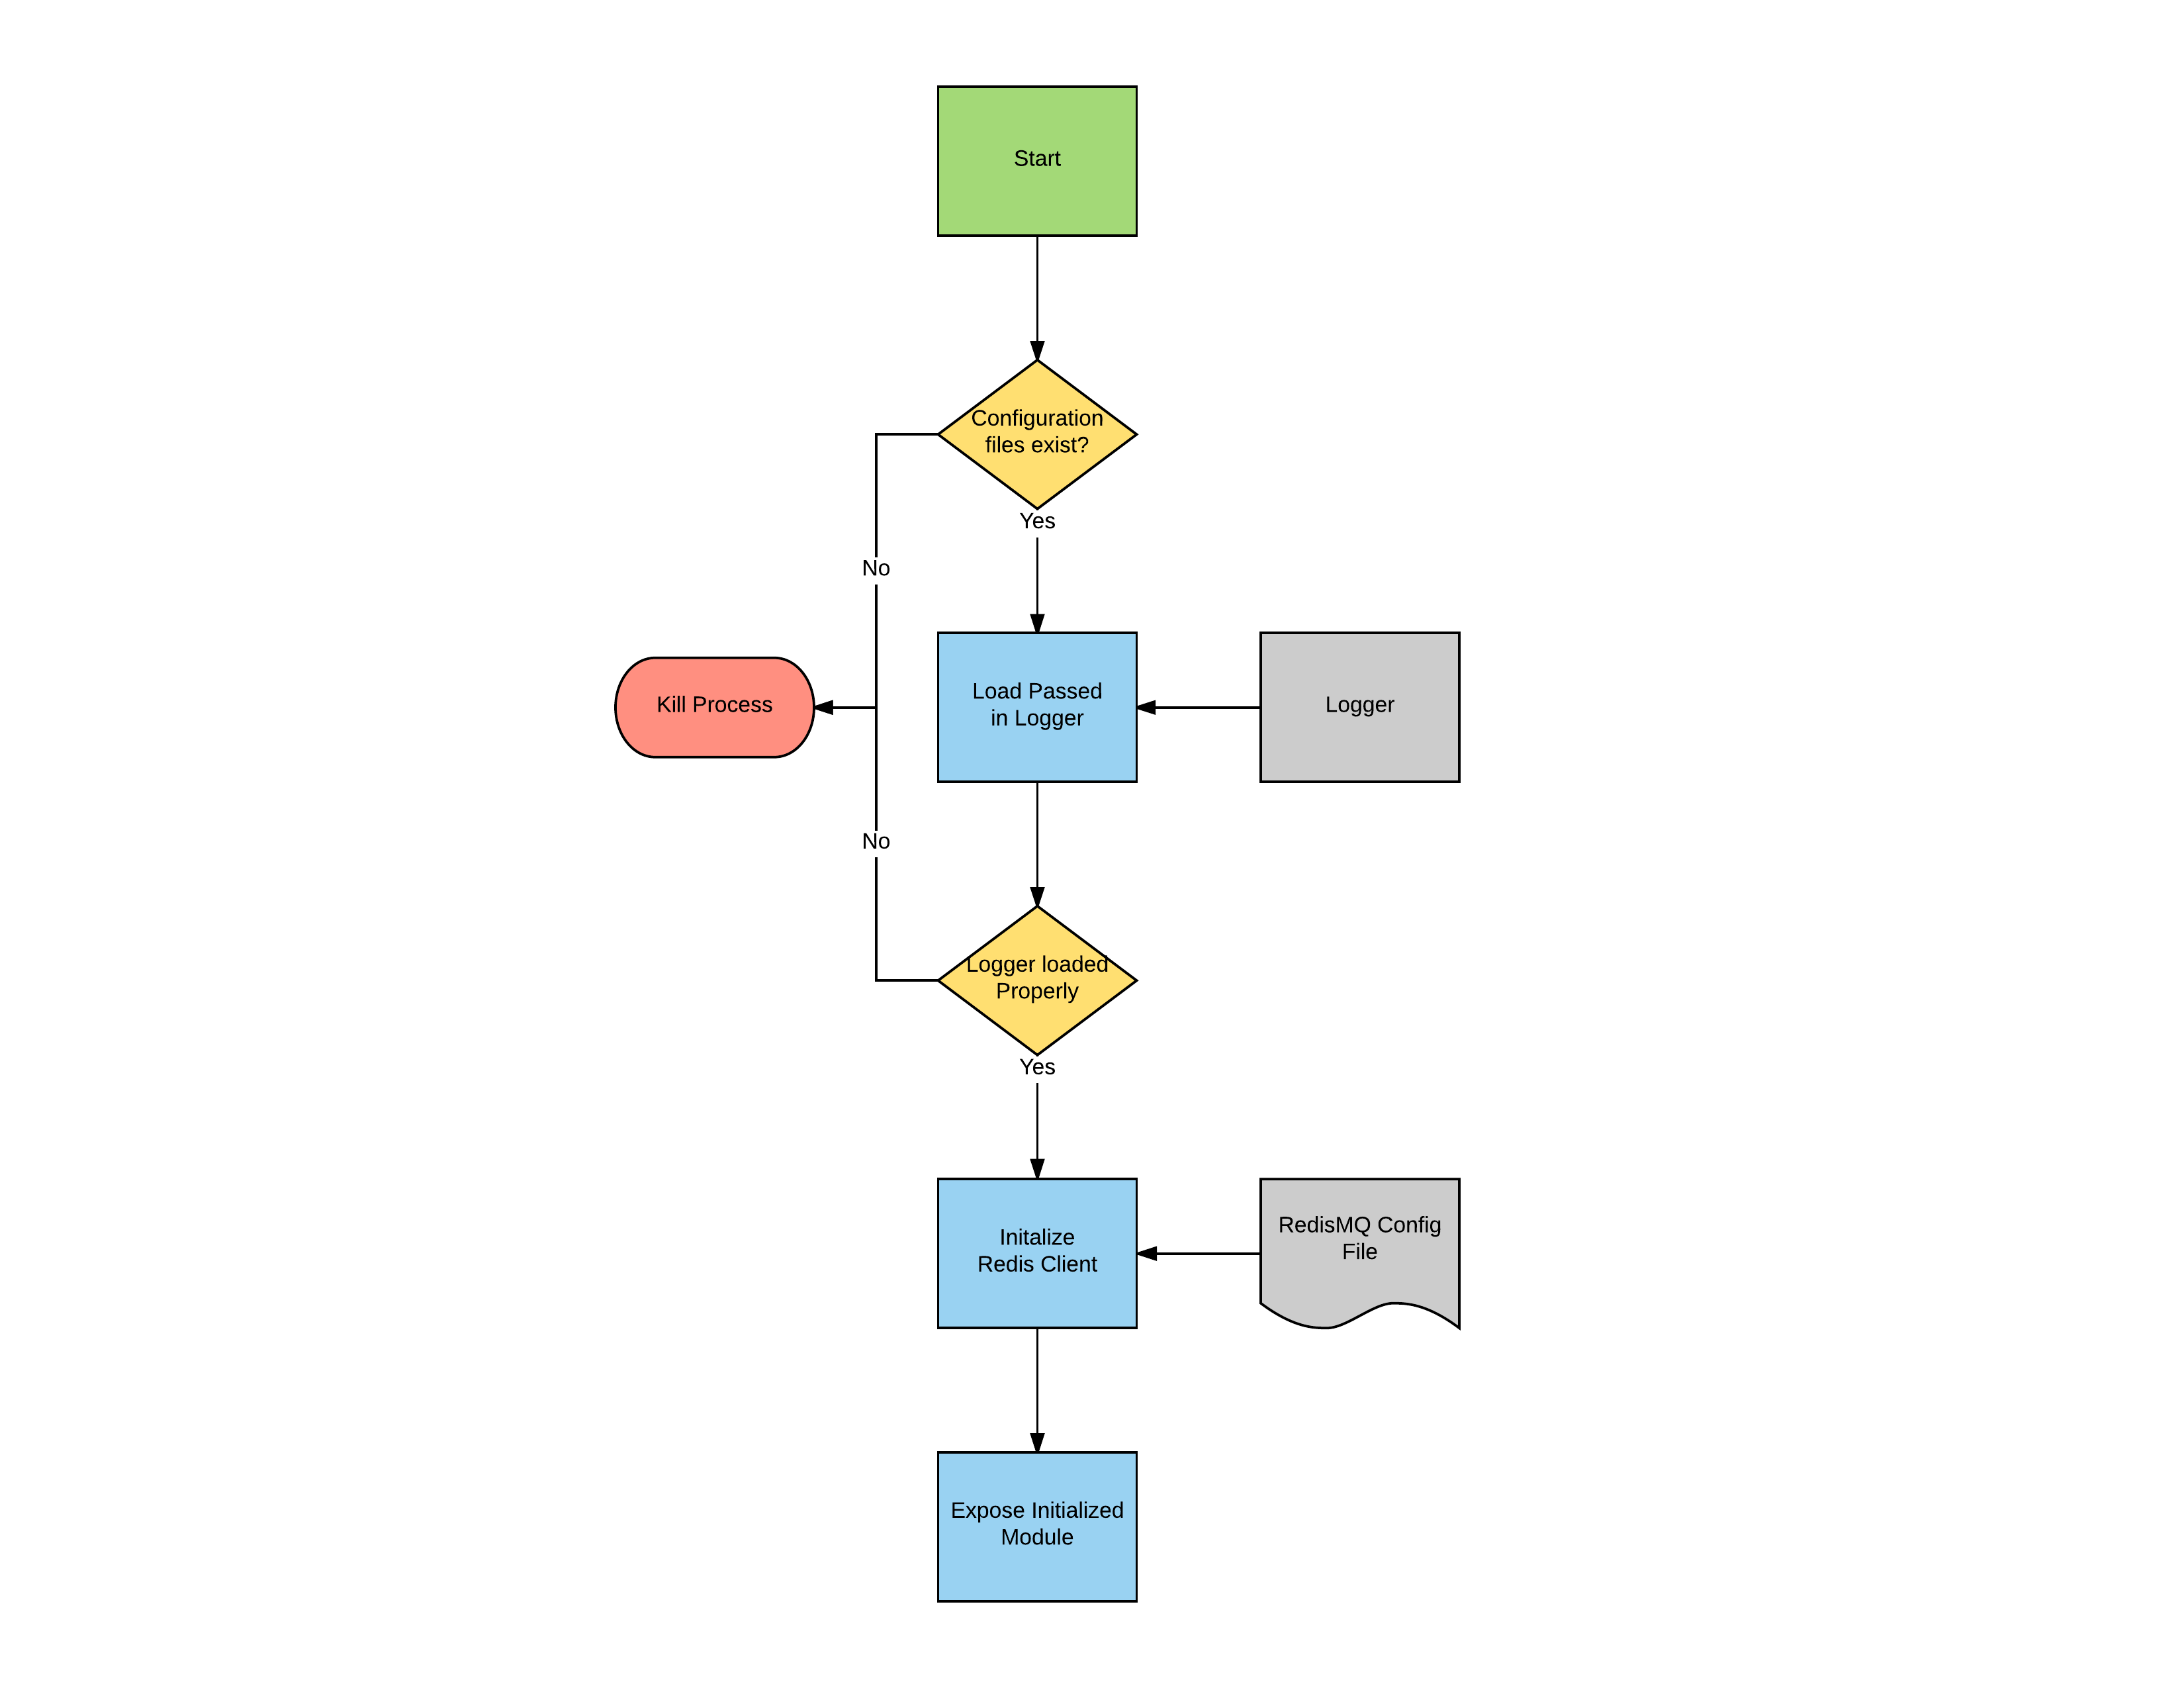 Start
Configuration
files exist?
Yes
No
Load Passed
in Logger
Logger
Kill Process
No
Logger loaded
Properly
Yes
Initalize
Redis Client
RedisMQ Config
File
Expose Initialized
Module